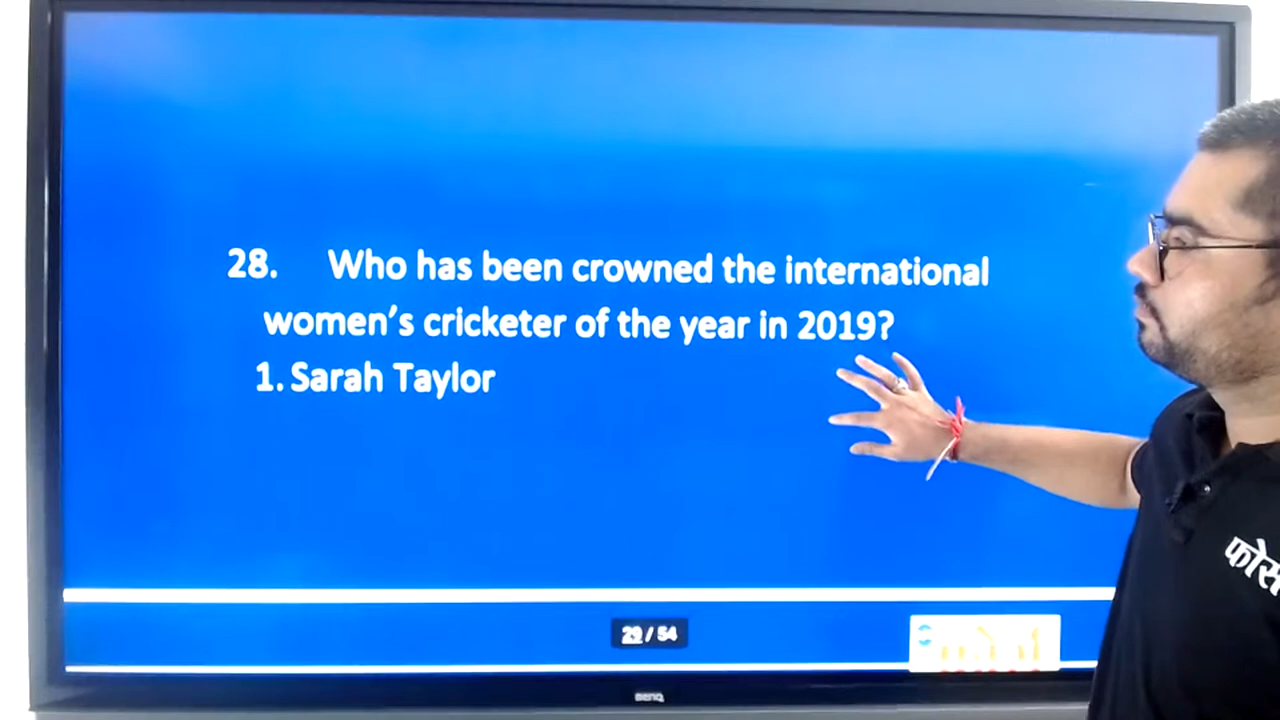 28. Who has been crowned the international
women's cricketer of the year in 2019?
1. Sarah Taylor
29 / 54
BenQ